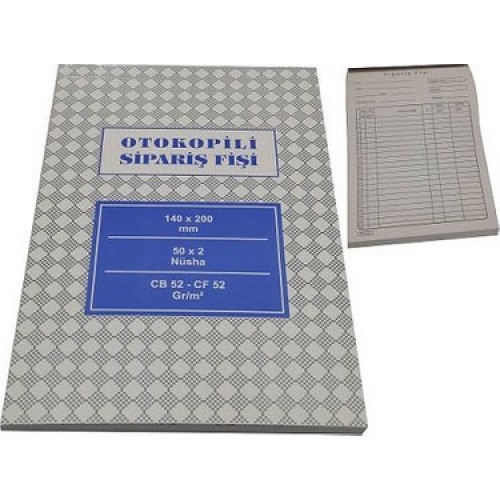 OTOKOPİLİ
SİPARİŞ FİŞİ
140 x 200
mm
50 x 2
Nüsha
CB 52 - CF 52
Gr/m²
Sipariş Fişi